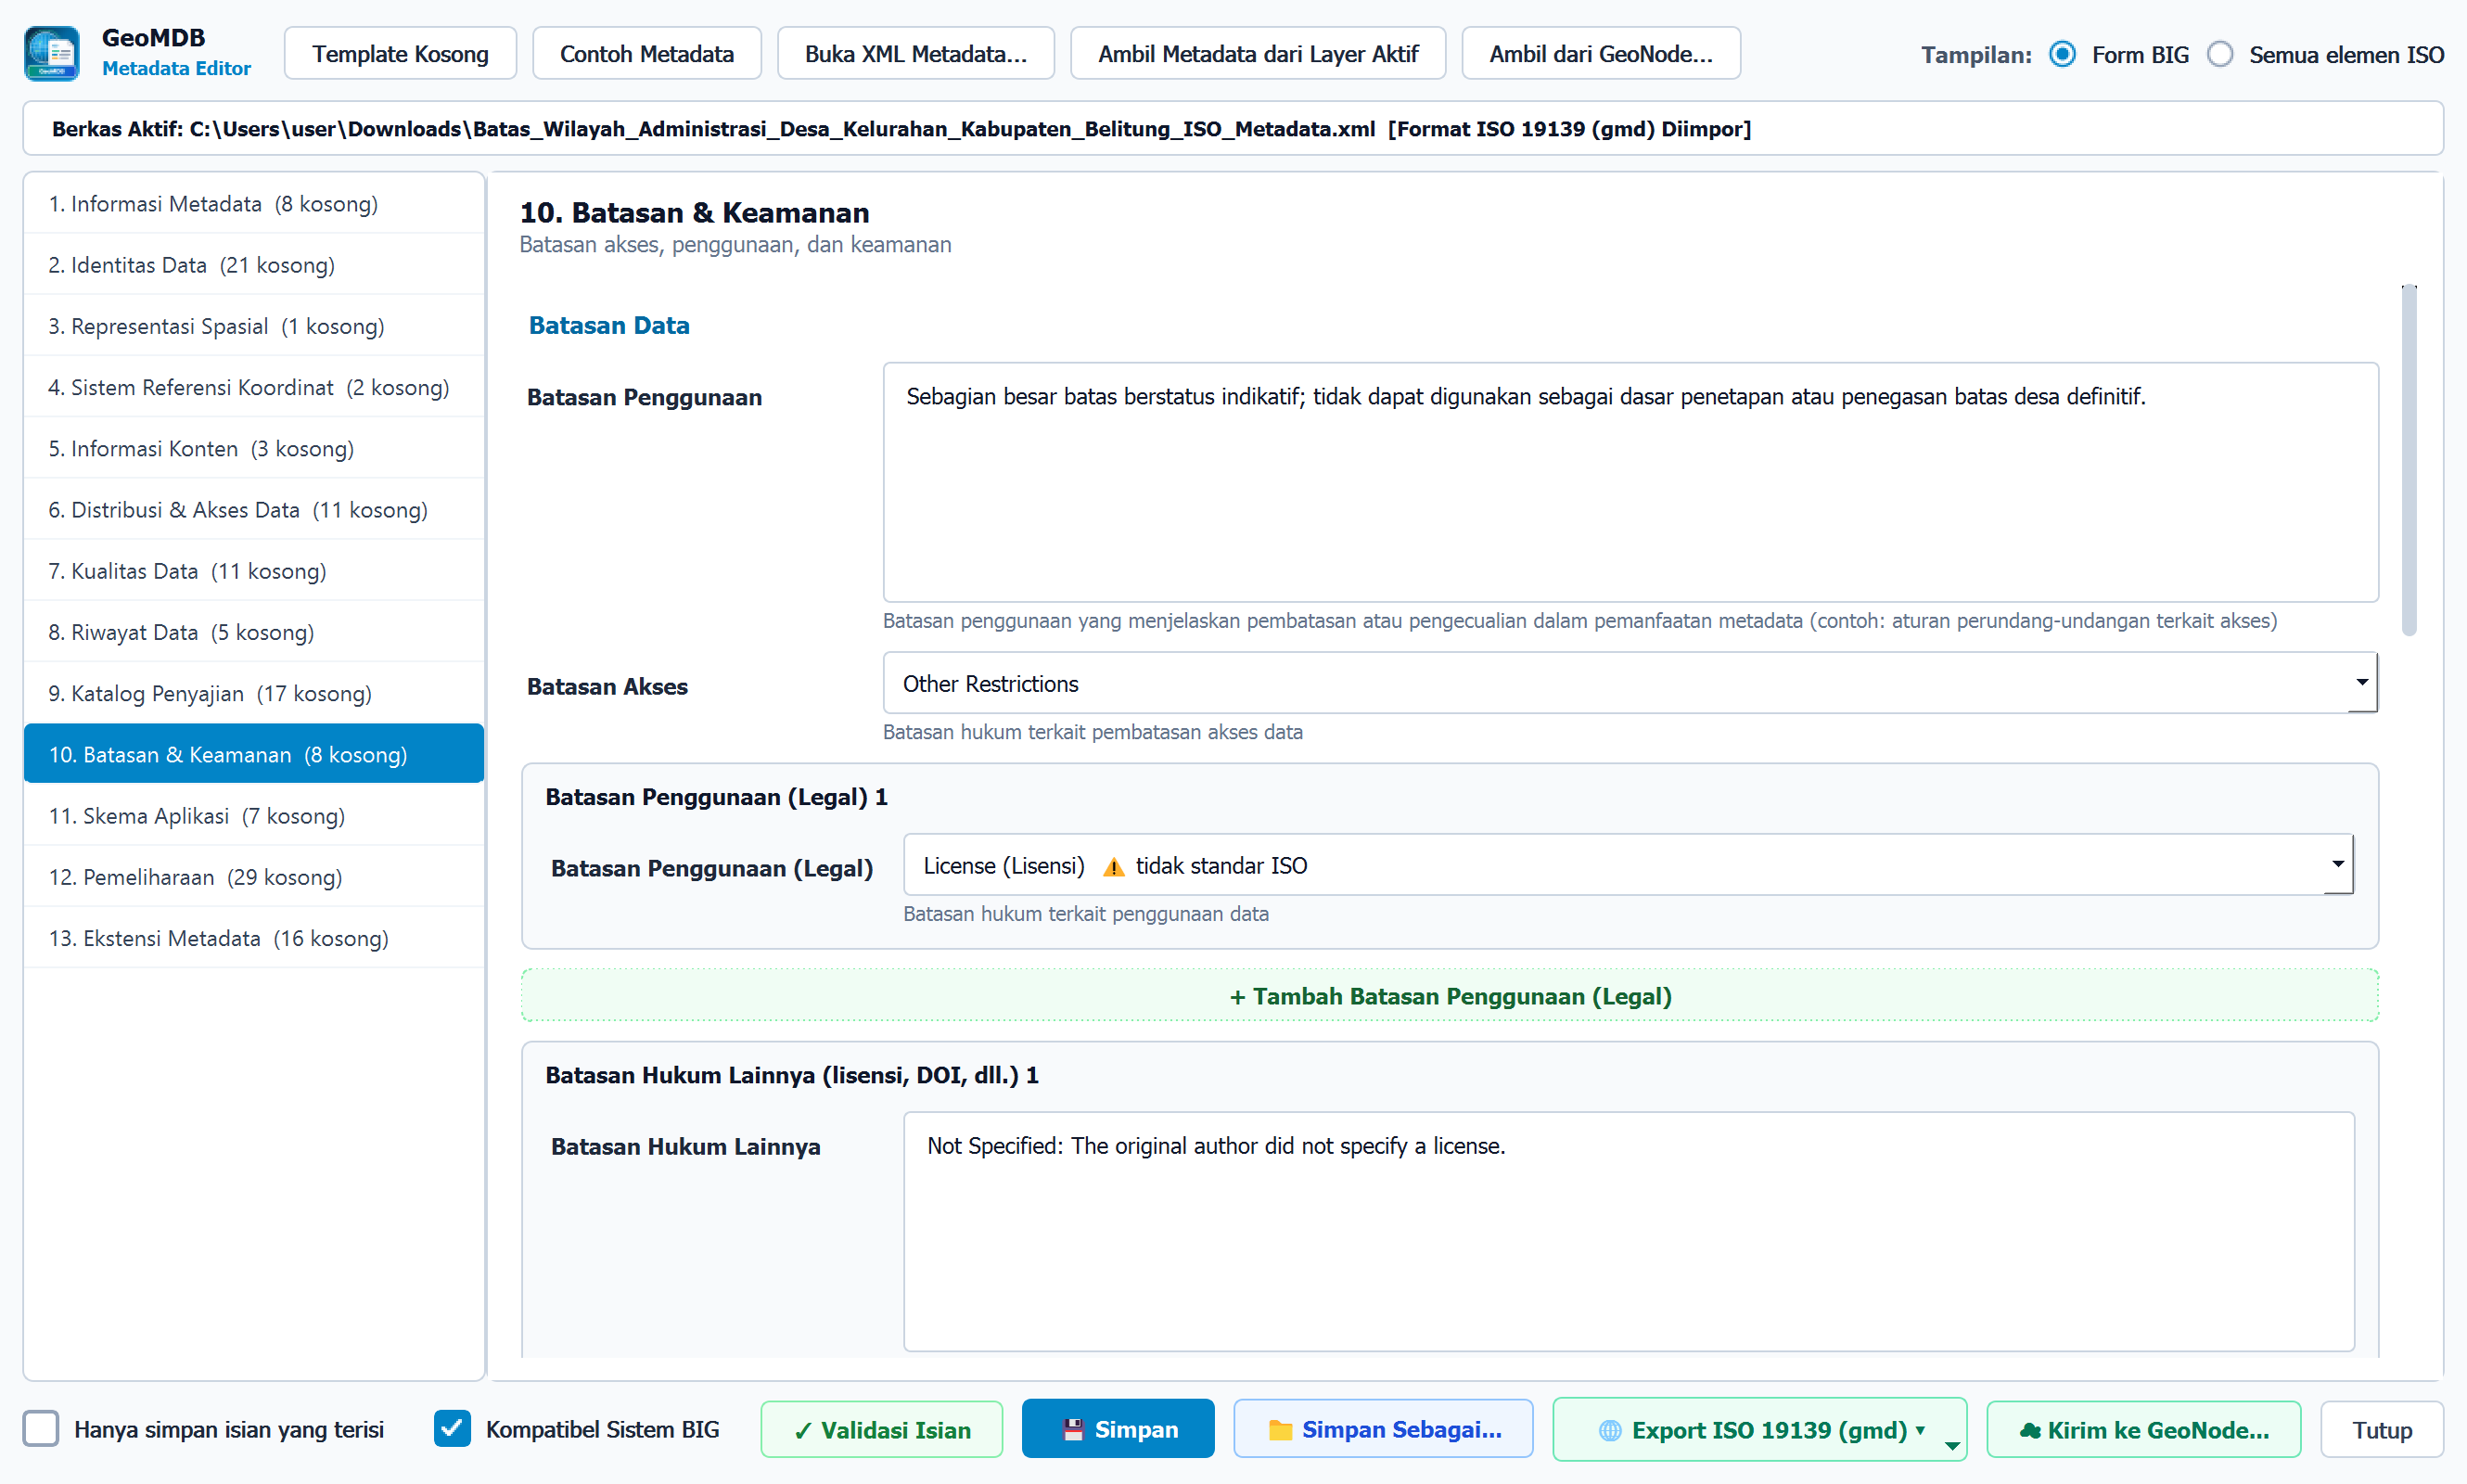 GeoMDB
Metadata Editor
Template Kosong
Contoh Metadata
Buka XML Metadata...
Ambil Metadata dari Layer Aktif
Ambil dari GeoNode...
Tampilan:
Form BIG
Semua elemen ISO
Berkas Aktif: C:\Users\user\Downloads\Batas_Wilayah_Administrasi_Desa_Kelurahan_Kabupaten_Belitung_ISO_Metadata.xml [Format ISO 19139 (gmd) Diimpor]
1. Informasi Metadata (8 kosong)
2. Identitas Data (21 kosong)
3. Representasi Spasial (1 kosong)
4. Sistem Referensi Koordinat (2 kosong)
5. Informasi Konten (3 kosong)
6. Distribusi & Akses Data (11 kosong)
7. Kualitas Data (11 kosong)
8. Riwayat Data (5 kosong)
9. Katalog Penyajian (17 kosong)
10. Batasan & Keamanan (8 kosong)
11. Skema Aplikasi (7 kosong)
12. Pemeliharaan (29 kosong)
13. Ekstensi Metadata (16 kosong)
10. Batasan & Keamanan
Batasan akses, penggunaan, dan keamanan
Batasan Data
Batasan Penggunaan
Sebagian besar batas berstatus indikatif; tidak dapat digunakan sebagai dasar penetapan atau penegasan batas desa definitif.
Batasan penggunaan yang menjelaskan pembatasan atau pengecualian dalam pemanfaatan metadata (contoh: aturan perundang-undangan terkait akses)
Batasan Akses
Other Restrictions
Batasan hukum terkait pembatasan akses data
Batasan Penggunaan (Legal) 1
Batasan Penggunaan (Legal)
License (Lisensi) ⚠ tidak standar ISO
Batasan hukum terkait penggunaan data
+ Tambah Batasan Penggunaan (Legal)
Batasan Hukum Lainnya (lisensi, DOI, dll.) 1
Batasan Hukum Lainnya
Not Specified: The original author did not specify a license.
Hanya simpan isian yang terisi
Kompatibel Sistem BIG
✓ Validasi Isian
Simpan
Simpan Sebagai...
Export ISO 19139 (gmd) ▾
Kirim ke GeoNode...
Tutup